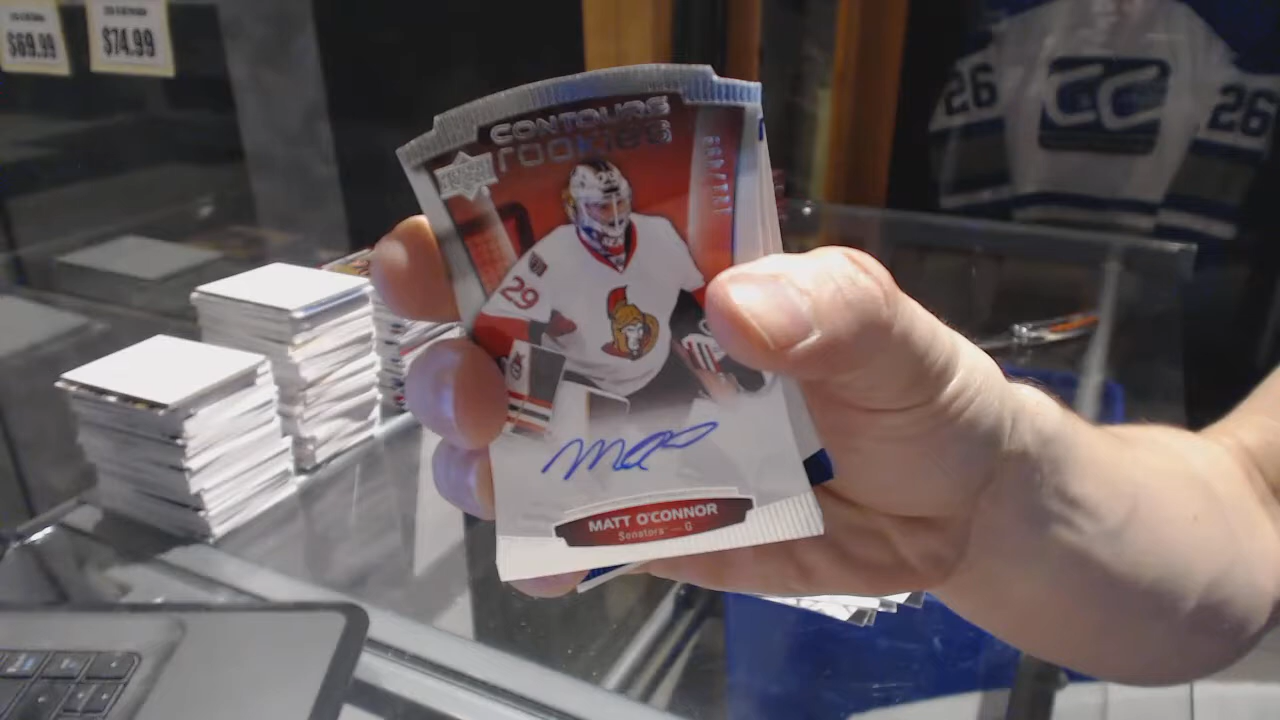 $69.99
$74.99
CONTOURS
rookies
29
MATT O'CONNOR
Senators — G
26
26